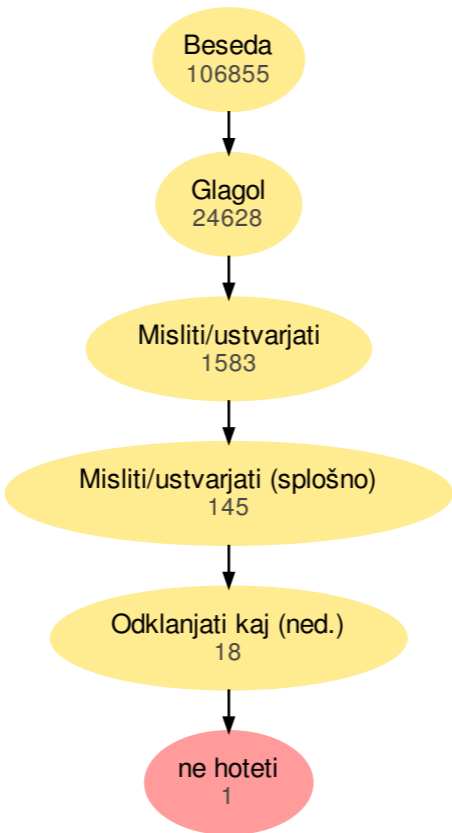 Beseda
106855
Glagol
24628
Misliti/ustvarjati
1583
Misliti/ustvarjati (splošno)
145
Odklanjati kaj (ned.)
18
ne hoteti
1